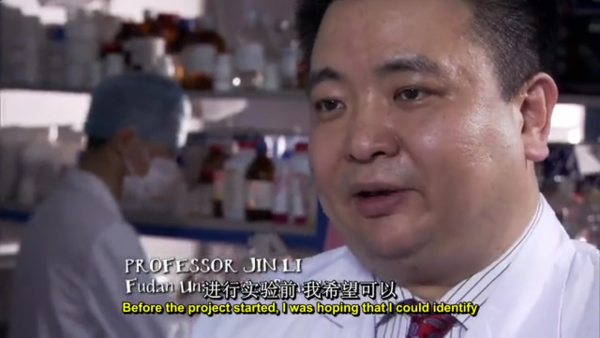 PROFESSOR JIN LI
Fudan
进行实验前 我希望可以
Before the project started, I was hoping that I could identify